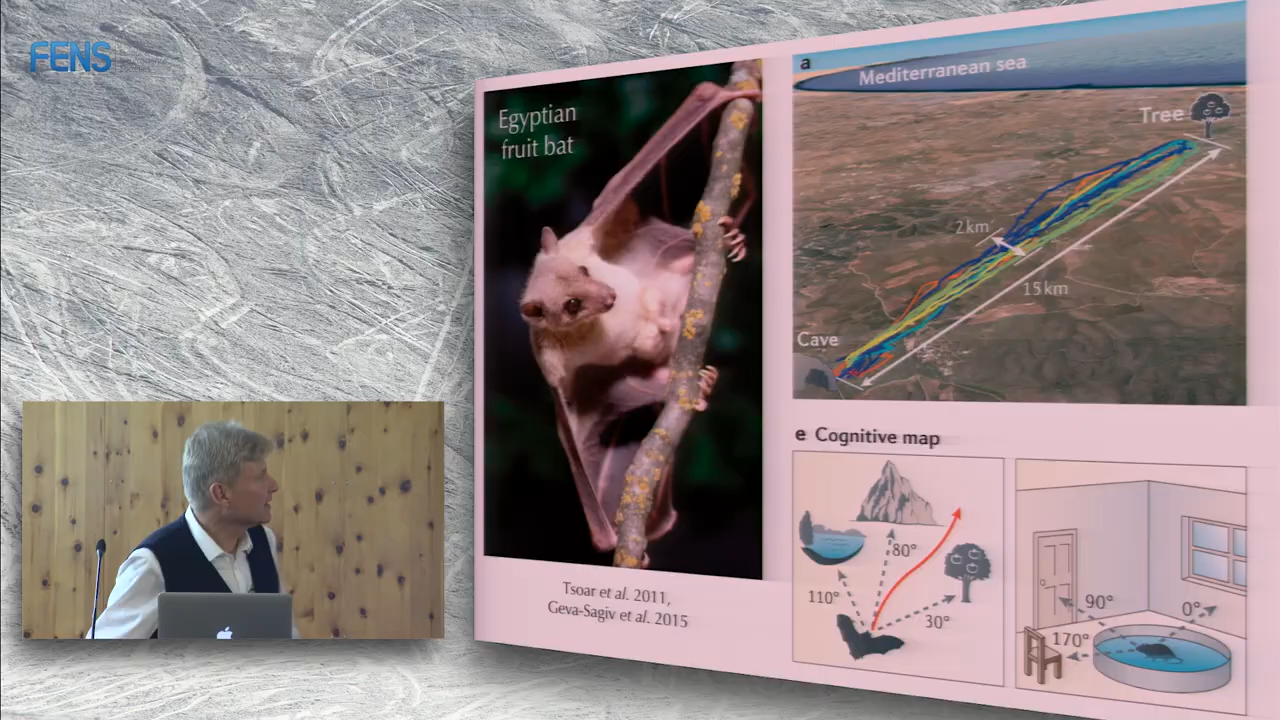 FENS
Egyptian
fruit bat
Tsoar et al. 2011,
Geva-Sagiv et al. 2015
a
Mediterranean sea
Tree
2 km
15 km
Cave
e Cognitive map
80°
110°
30°
90°
0°
170°